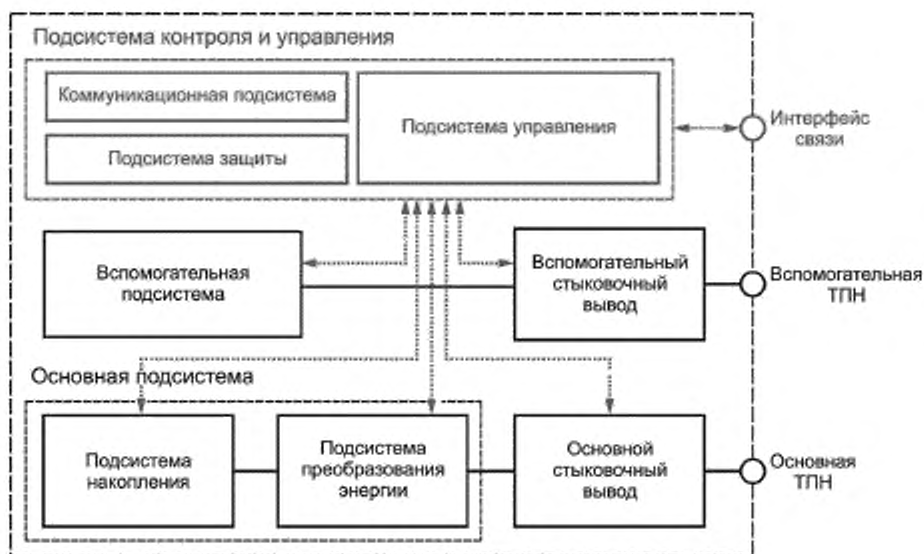 Подсистема контроля и управления
Коммуникационная подсистема
Подсистема защиты
Подсистема управления
Интерфейс
связи
Вспомогательная
подсистема
Вспомогательный
стыковочный
вывод
Вспомогательная
ТПН
Основная подсистема
Подсистема
накопления
Подсистема
преобразования
энергии
Основной
стыковочный
вывод
Основная
ТПН